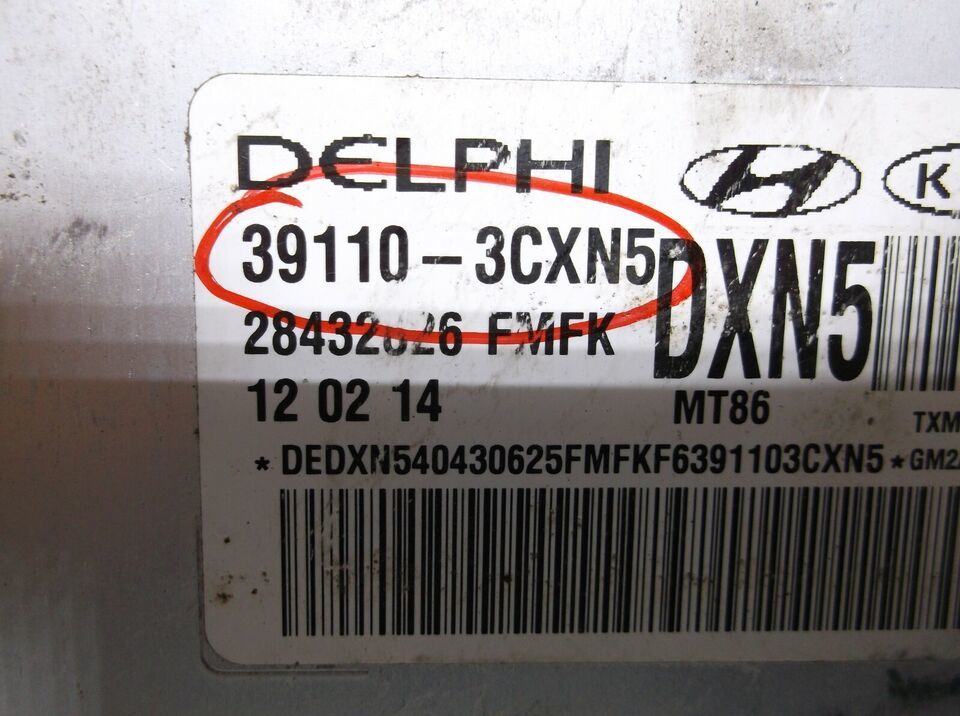 DELPHI
K
39110-3CXN5
DXN5
FMFK
12 02 14
MT86
TXM
*DEDXN540430625FMFKF6391103CXN5*GM2